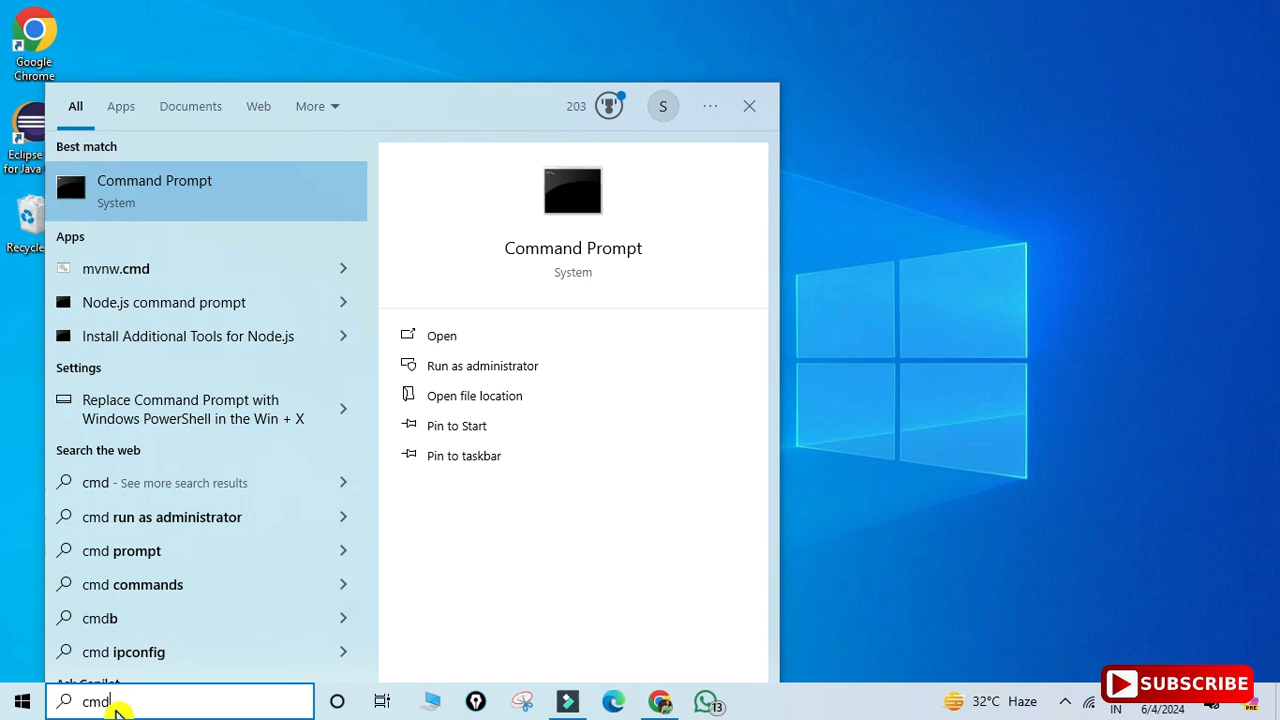 Google
Chrome
Eclipse
for Java
Recycle
All
Apps
Documents
Web
More
203
S
Best match
Command Prompt
System
Apps
mvnw.cmd
Node.js command prompt
Install Additional Tools for Node.js
Settings
Replace Command Prompt with
Windows PowerShell in the Win + X
Search the web
cmd - See more search results
cmd run as administrator
cmd prompt
cmd commands
cmdb
cmd ipconfig
Ask Copilot
Command Prompt
System
Open
Run as administrator
Open file location
Pin to Start
Pin to taskbar
cmd
13
32°C Haze
IN
6/4/2024
PRE
SUBSCRIBE